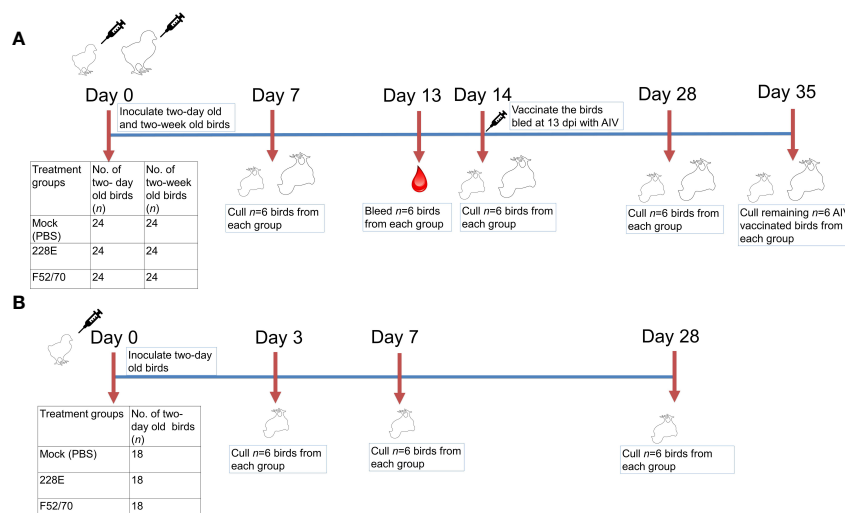 A
Day 0
Day 7
Day 13
Day 14
Day 28
Day 35
Inoculate two-day old
and two-week old birds
Vaccinate the birds
bled at 13 dpi with AIV
Treatment
groups
No. of
two- day
old birds
(n)
No. of
two-week
old birds
(n)
Mock
(PBS)
24
24
228E
24
24
F52/70
24
24
Cull n=6 birds from
each group
Bleed n=6 birds
from each group
Cull n=6 birds from
each group
Cull n=6 birds from
each group
Cull remaining n=6 AIV
vaccinated birds from
each group
B
Day 0
Day 3
Day 7
Day 28
Inoculate two-day
old birds
Treatment groups
No. of two-
day old birds
(n)
Mock (PBS)
18
228E
18
F52/70
18
Cull n=6 birds from
each group
Cull n=6 birds from
each group
Cull n=6 birds from
each group